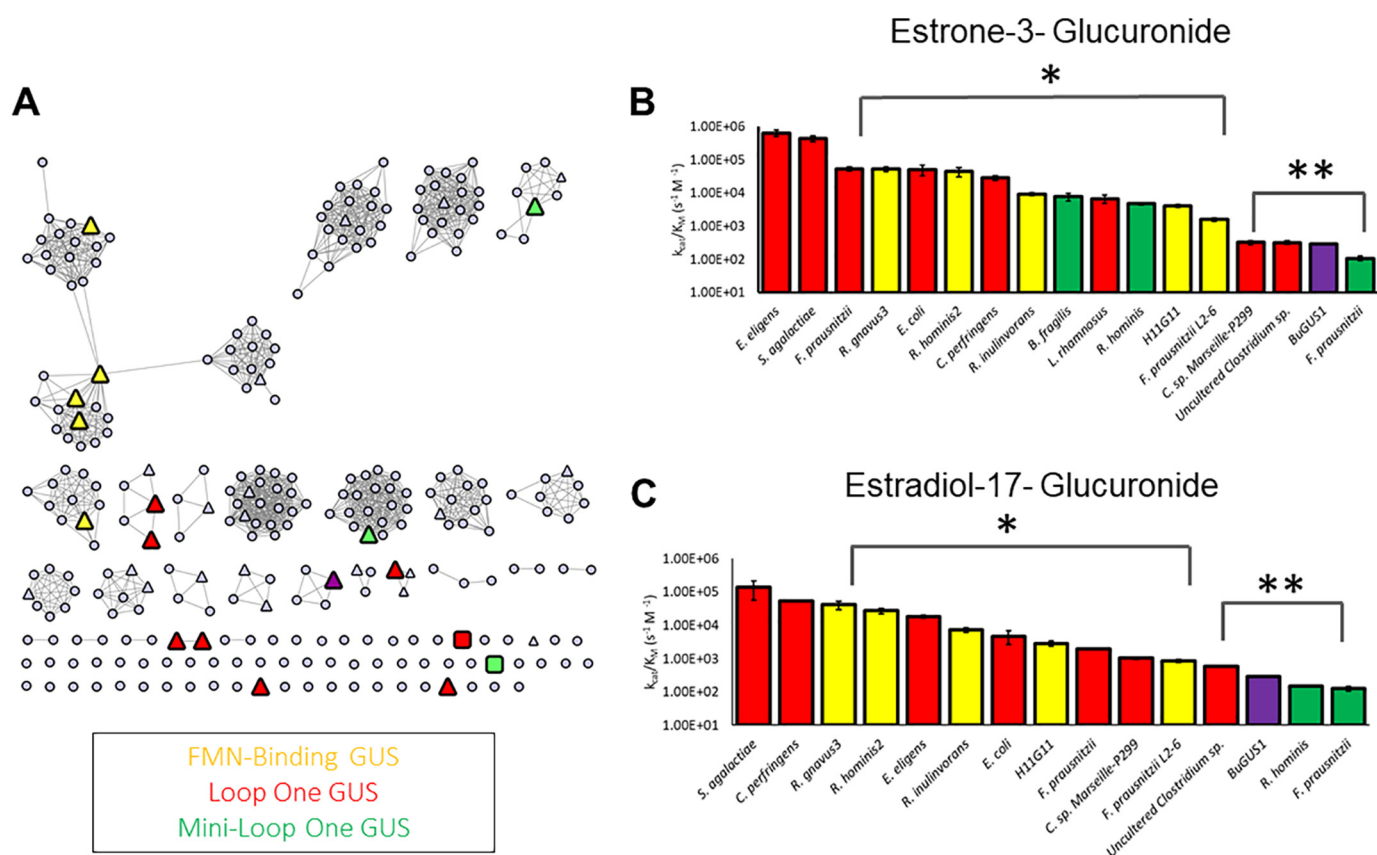 A
FMN-Binding GUS
Loop One GUS
Mini-Loop One GUS
B
Estrone-3- Glucuronide
*
**
kcat/KM (s-1 M -1)
1.00E+06
1.00E+05
1.00E+04
1.00E+03
1.00E+02
1.00E+01
E. eligens
S. agalactiae
F. prausnitzii
R. gnavus3
E. coli
R. hominis2
C. perfringens
R. inulinvorans
B. fragilis
L. rhamnosus
R. hominis
H11G11
F. prausnitzii L2-6
C. sp. Marseille-P299
Uncultered Clostridium sp.
BuGUS1
F. prausnitzii
C
Estradiol-17- Glucuronide
*
**
kcat/KM (s-1 M -1)
1.00E+06
1.00E+05
1.00E+04
1.00E+03
1.00E+02
1.00E+01
S. agalactiae
C. perfringens
R. gnavus3
R. hominis2
E. eligens
R. inulinvorans
E. coli
H11G11
F. prausnitzii
C. sp. Marseille-P299
F. prausnitzii L2-6
Uncultured Clostridium sp.
BuGUS1
R. hominis
F. prausnitzii